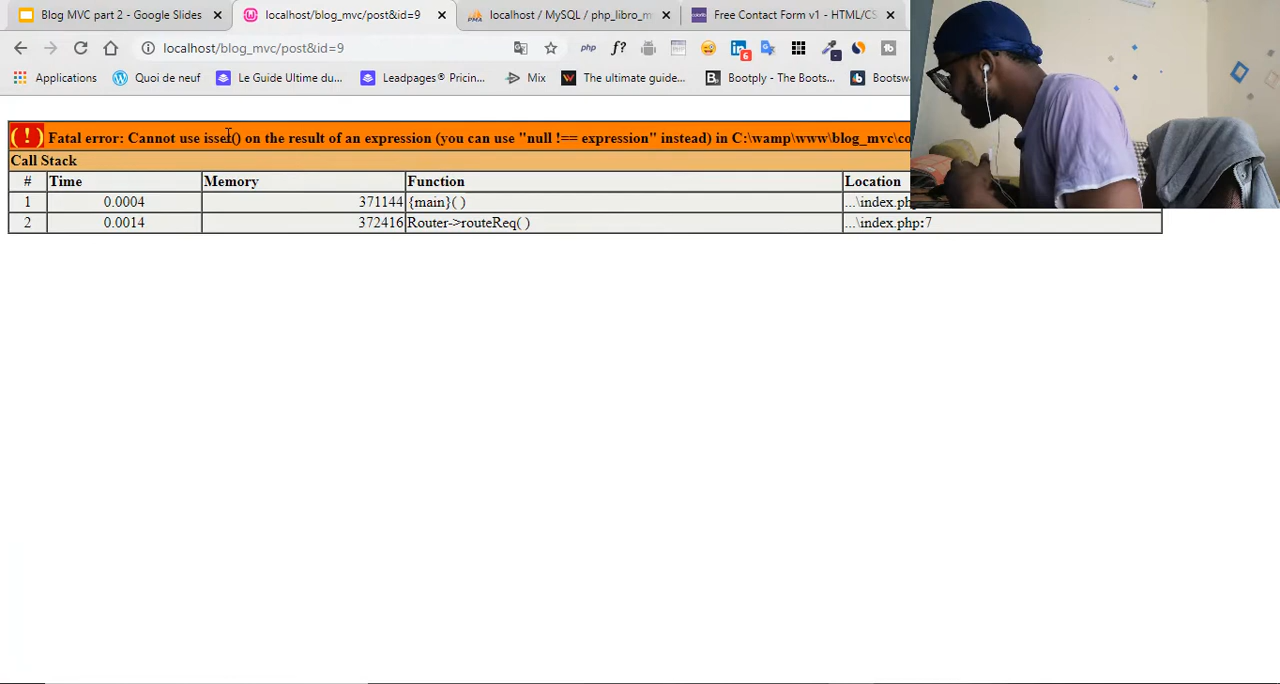 Blog MVC part 2 - Google Slides
localhost/blog_mvc/post&id=9
localhost / MySQL / php_libro_m
Free Contact Form v1 - HTML/CS
localhost/blog_mvc/post&id=9
php
f?
6
Applications
Quoi de neuf
Le Guide Ultime du...
Leadpages® Pricin...
Mix
The ultimate guide...
Bootply - The Boots...
Bootsw
( ! ) Fatal error: Cannot use isset() on the result of an expression (you can use "null !== expression" instead) in C:\wamp\www\blog_mvc\co
Call Stack
# Time Memory Function Location
1 0.0004 371144 {main}( ) ...\index.ph
2 0.0014 372416 Router->routeReq( ) ...\index.php:7